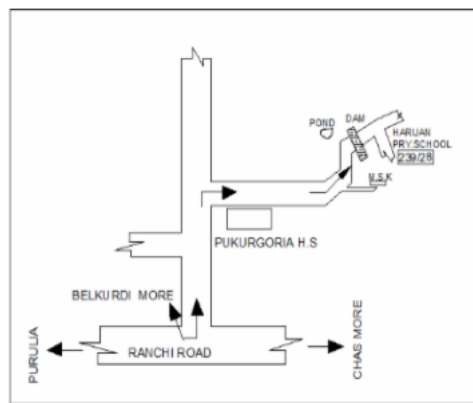 POND
DAM
HARIJAN
PRY.SCHOOL
239/28
M.S.K
PUKURGORIA H.S
BELKURDI MORE
RANCHI ROAD
PURULIA
CHAS MORE